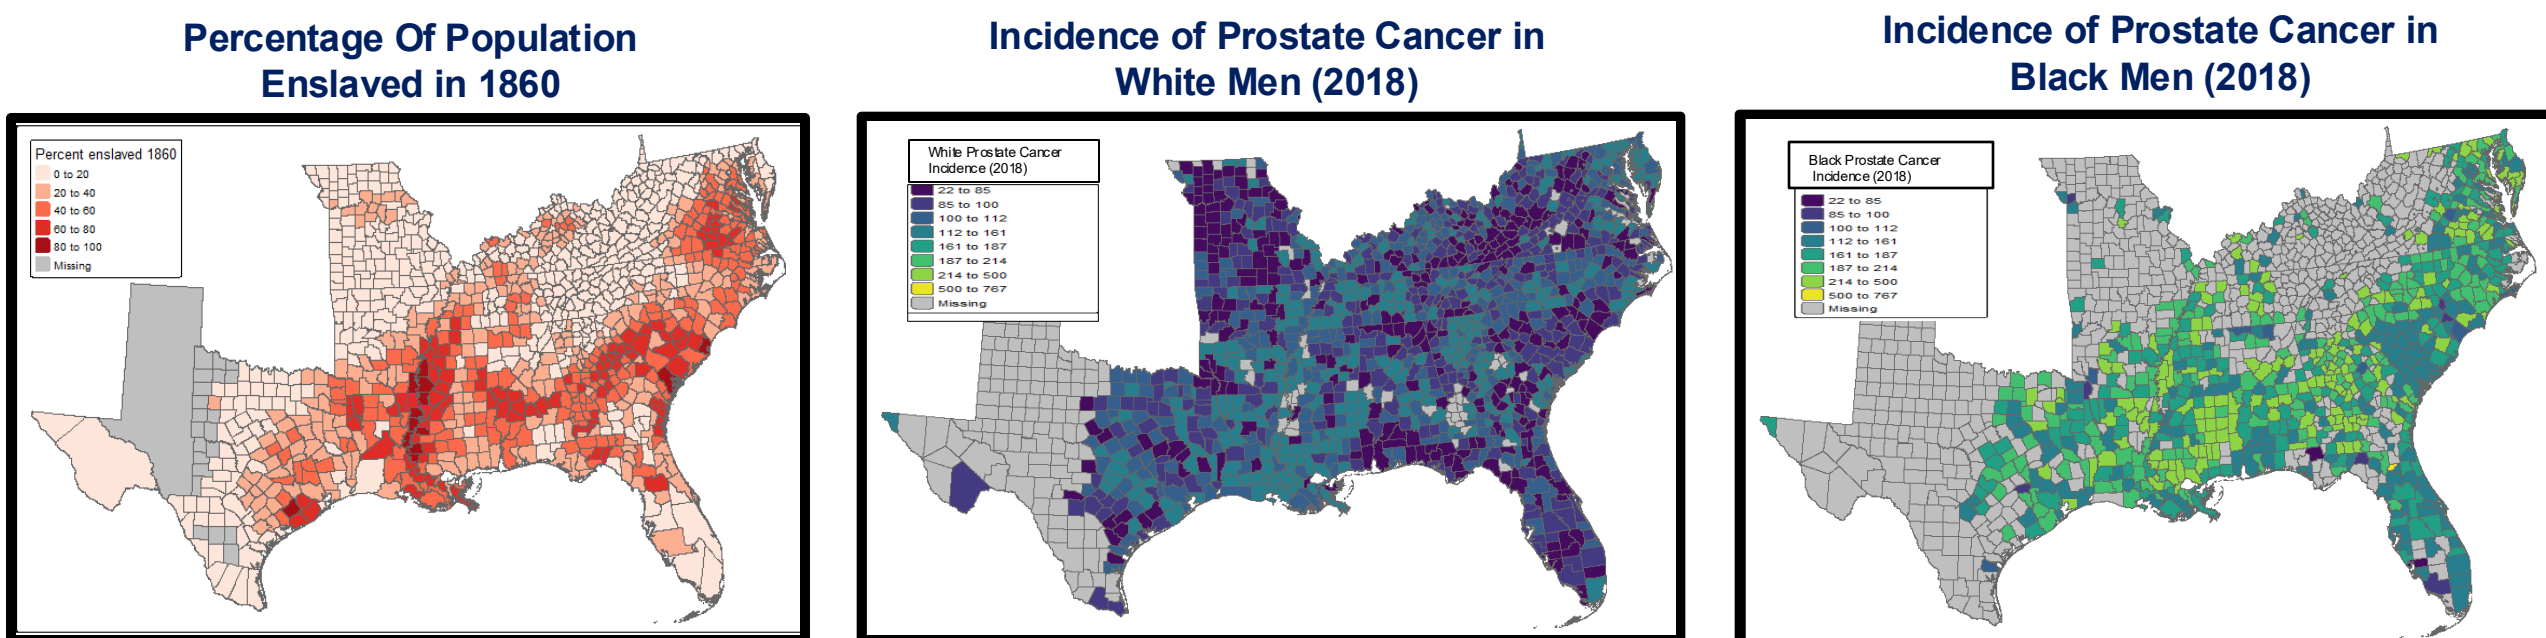 Percentage Of Population
Enslaved in 1860
Percent enslaved 1860
0 to 20
20 to 40
40 to 60
60 to 80
80 to 100
Missing
Incidence of Prostate Cancer in
White Men (2018)
White Prostate Cancer
Incidence (2018)
22 to 85
85 to 100
100 to 112
112 to 161
161 to 187
187 to 214
214 to 500
500 to 767
Missing
Incidence of Prostate Cancer in
Black Men (2018)
Black Prostate Cancer
Incidence (2018)
22 to 85
85 to 100
100 to 112
112 to 161
161 to 187
187 to 214
214 to 500
500 to 767
Missing